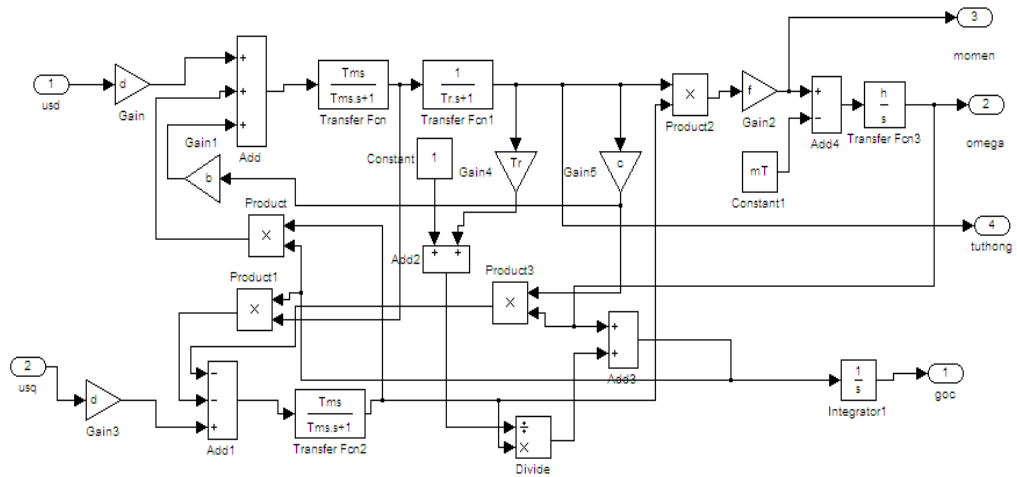 3
momen
1
usd
d
Gain
+
+
+
Add
Tms
Tms.s+1
Transfer Fcn
1
Tr.s+1
Transfer Fcn1
×
Product2
f
Gain2
+
−
Add4
h
s
Transfer Fcn3
2
omega
Gain1
b
Constant
1
Gain4
Tr
Gain5
c
mT
Constant1
4
tuthong
Product
×
Add2
+ +
Product1
×
Product3
×
+
+
Add3
2
usq
d
Gain3
−
−
+
Add1
Tms
Tms.s+1
Transfer Fcn2
÷
×
Divide
1
s
Integrator1
1
goc